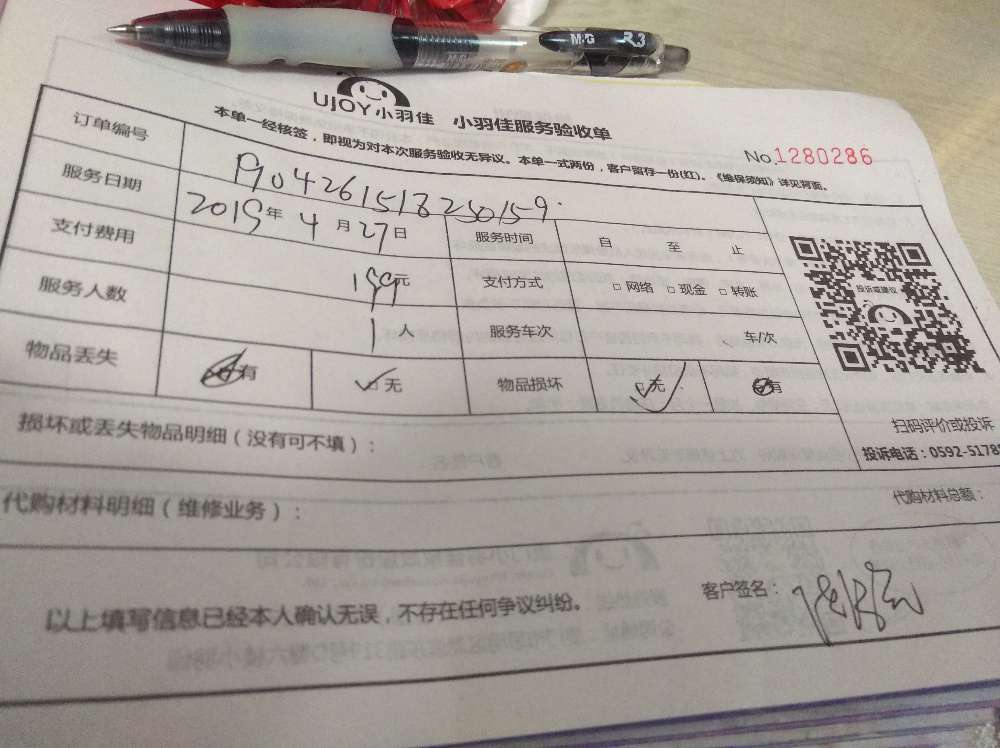 M&G R3
UJOY小羽佳 小羽佳服务验收单
本单一经核签，即视为对本次服务验收无异议。本单一式两份，客户留存一份(红)。《维保须知》详见背面。
No 1280286
订单编号 1904261518230159
服务日期 2019年4月27日 服务时间 自 至 止
支付费用 199元 支付方式 □网络 □现金 □转账
服务人数 1人 服务车次 车/次
物品丢失 有 ✓□无 物品损坏 □无 有
投诉或建议
扫码评价或投诉
投诉电话：0592-5178
损坏或丢失物品明细（没有可不填）：
代购材料明细（维修业务）： 代购材料总额：
以上填写信息已经本人确认无误，不存在任何争议纠纷。 客户签名：